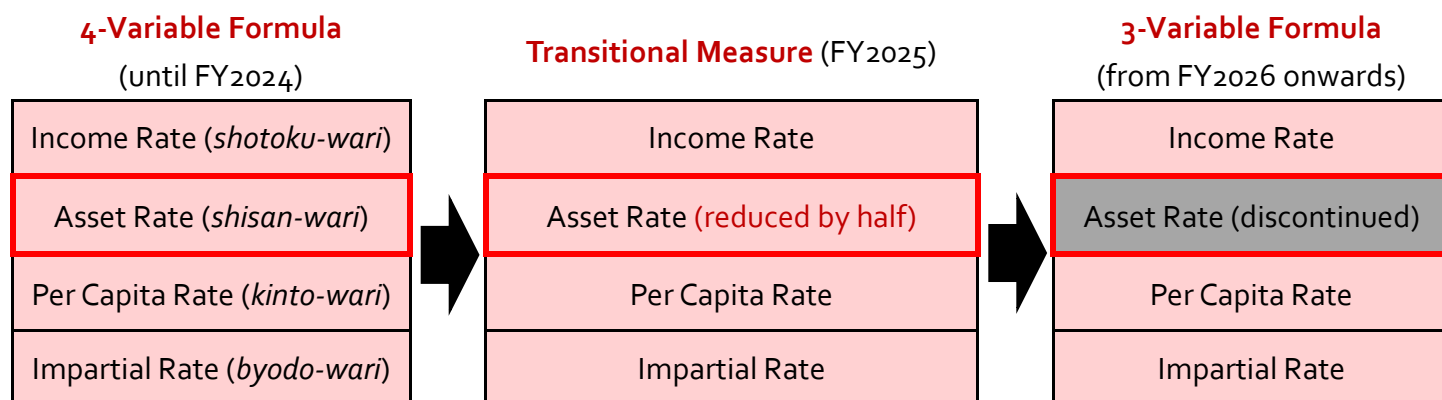 4-Variable Formula
(until FY2024)
Income Rate (shotoku-wari)
Asset Rate (shisan-wari)
Per Capita Rate (kinto-wari)
Impartial Rate (byodo-wari)
Transitional Measure (FY2025)
Income Rate
Asset Rate (reduced by half)
Per Capita Rate
Impartial Rate
3-Variable Formula
(from FY2026 onwards)
Income Rate
Asset Rate (discontinued)
Per Capita Rate
Impartial Rate